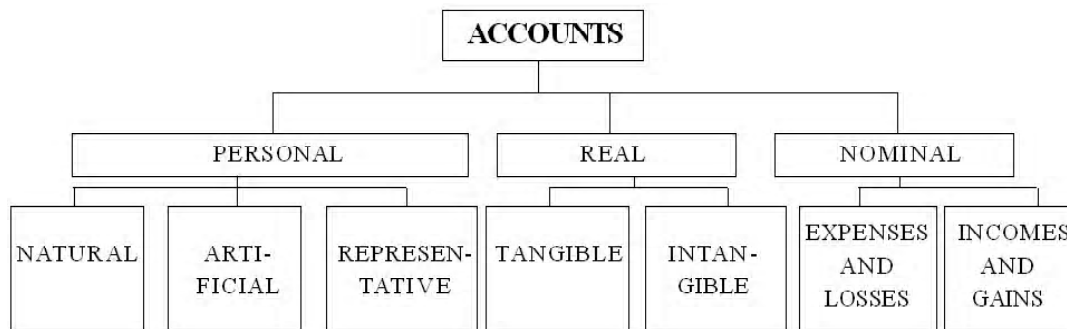 ACCOUNTS
PERSONAL
REAL
NOMINAL
NATURAL
ARTI-
FICIAL
REPRESEN-
TATIVE
TANGIBLE
INTAN-
GIBLE
EXPENSES
AND
LOSSES
INCOMES
AND
GAINS